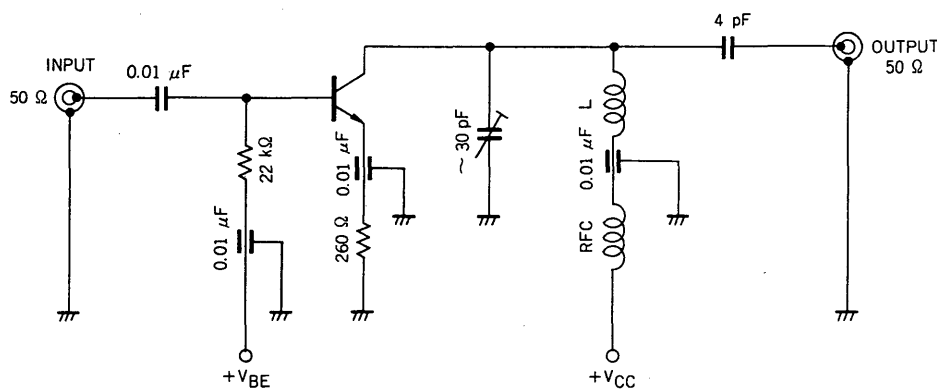 INPUT
50 Ω
0.01 μF
22 kΩ
0.01 μF
+VBE
0.01 μF
260 Ω
~ 30 pF
L
0.01 μF
RFC
+VCC
4 pF
OUTPUT
50 Ω